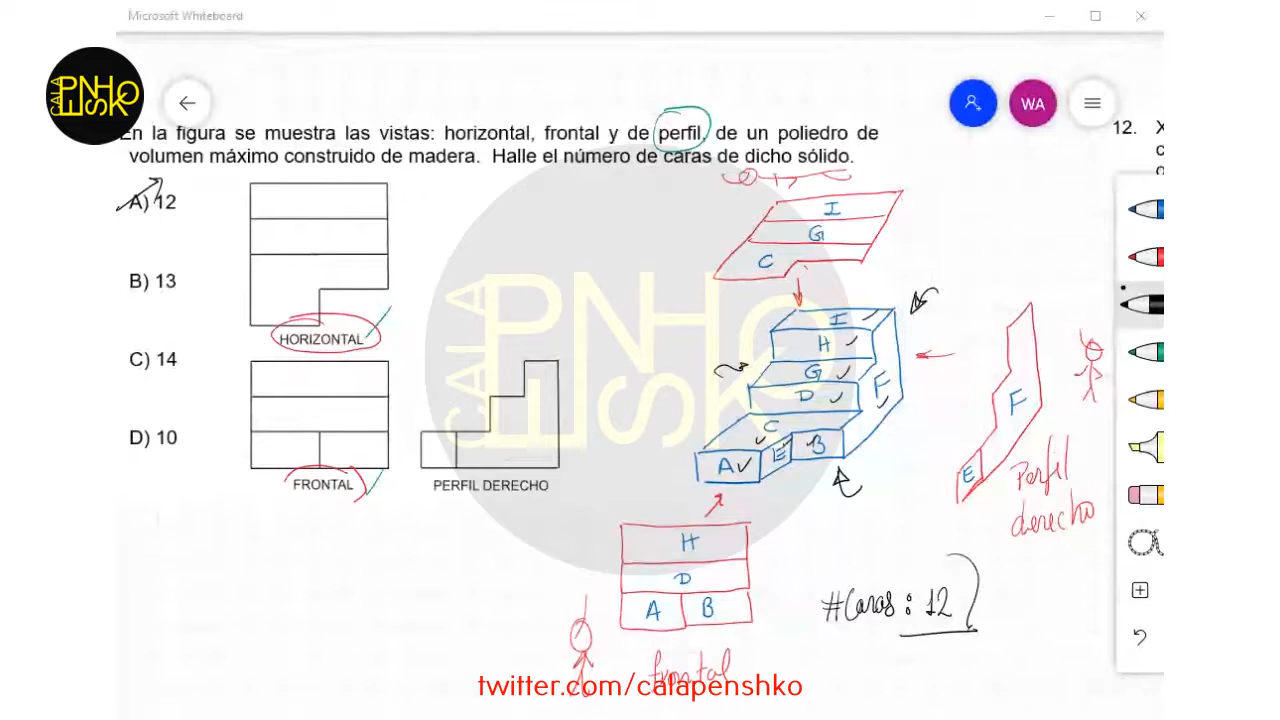 Microsoft Whiteboard
CALA
PENHO
ESK
WA
En la figura se muestra las vistas: horizontal, frontal y de perfil, de un poliedro de
volumen máximo construido de madera. Halle el número de caras de dicho sólido.
12. X
c
A) 12
B) 13
C) 14
D) 10
HORIZONTAL
FRONTAL
PERFIL DERECHO
I
G
C
I
H
G
D
F
C
A
E
B
F
E
Perfil
derecho
H
D
A B
frontal
#Caras : 12
twitter.com/calapenshko